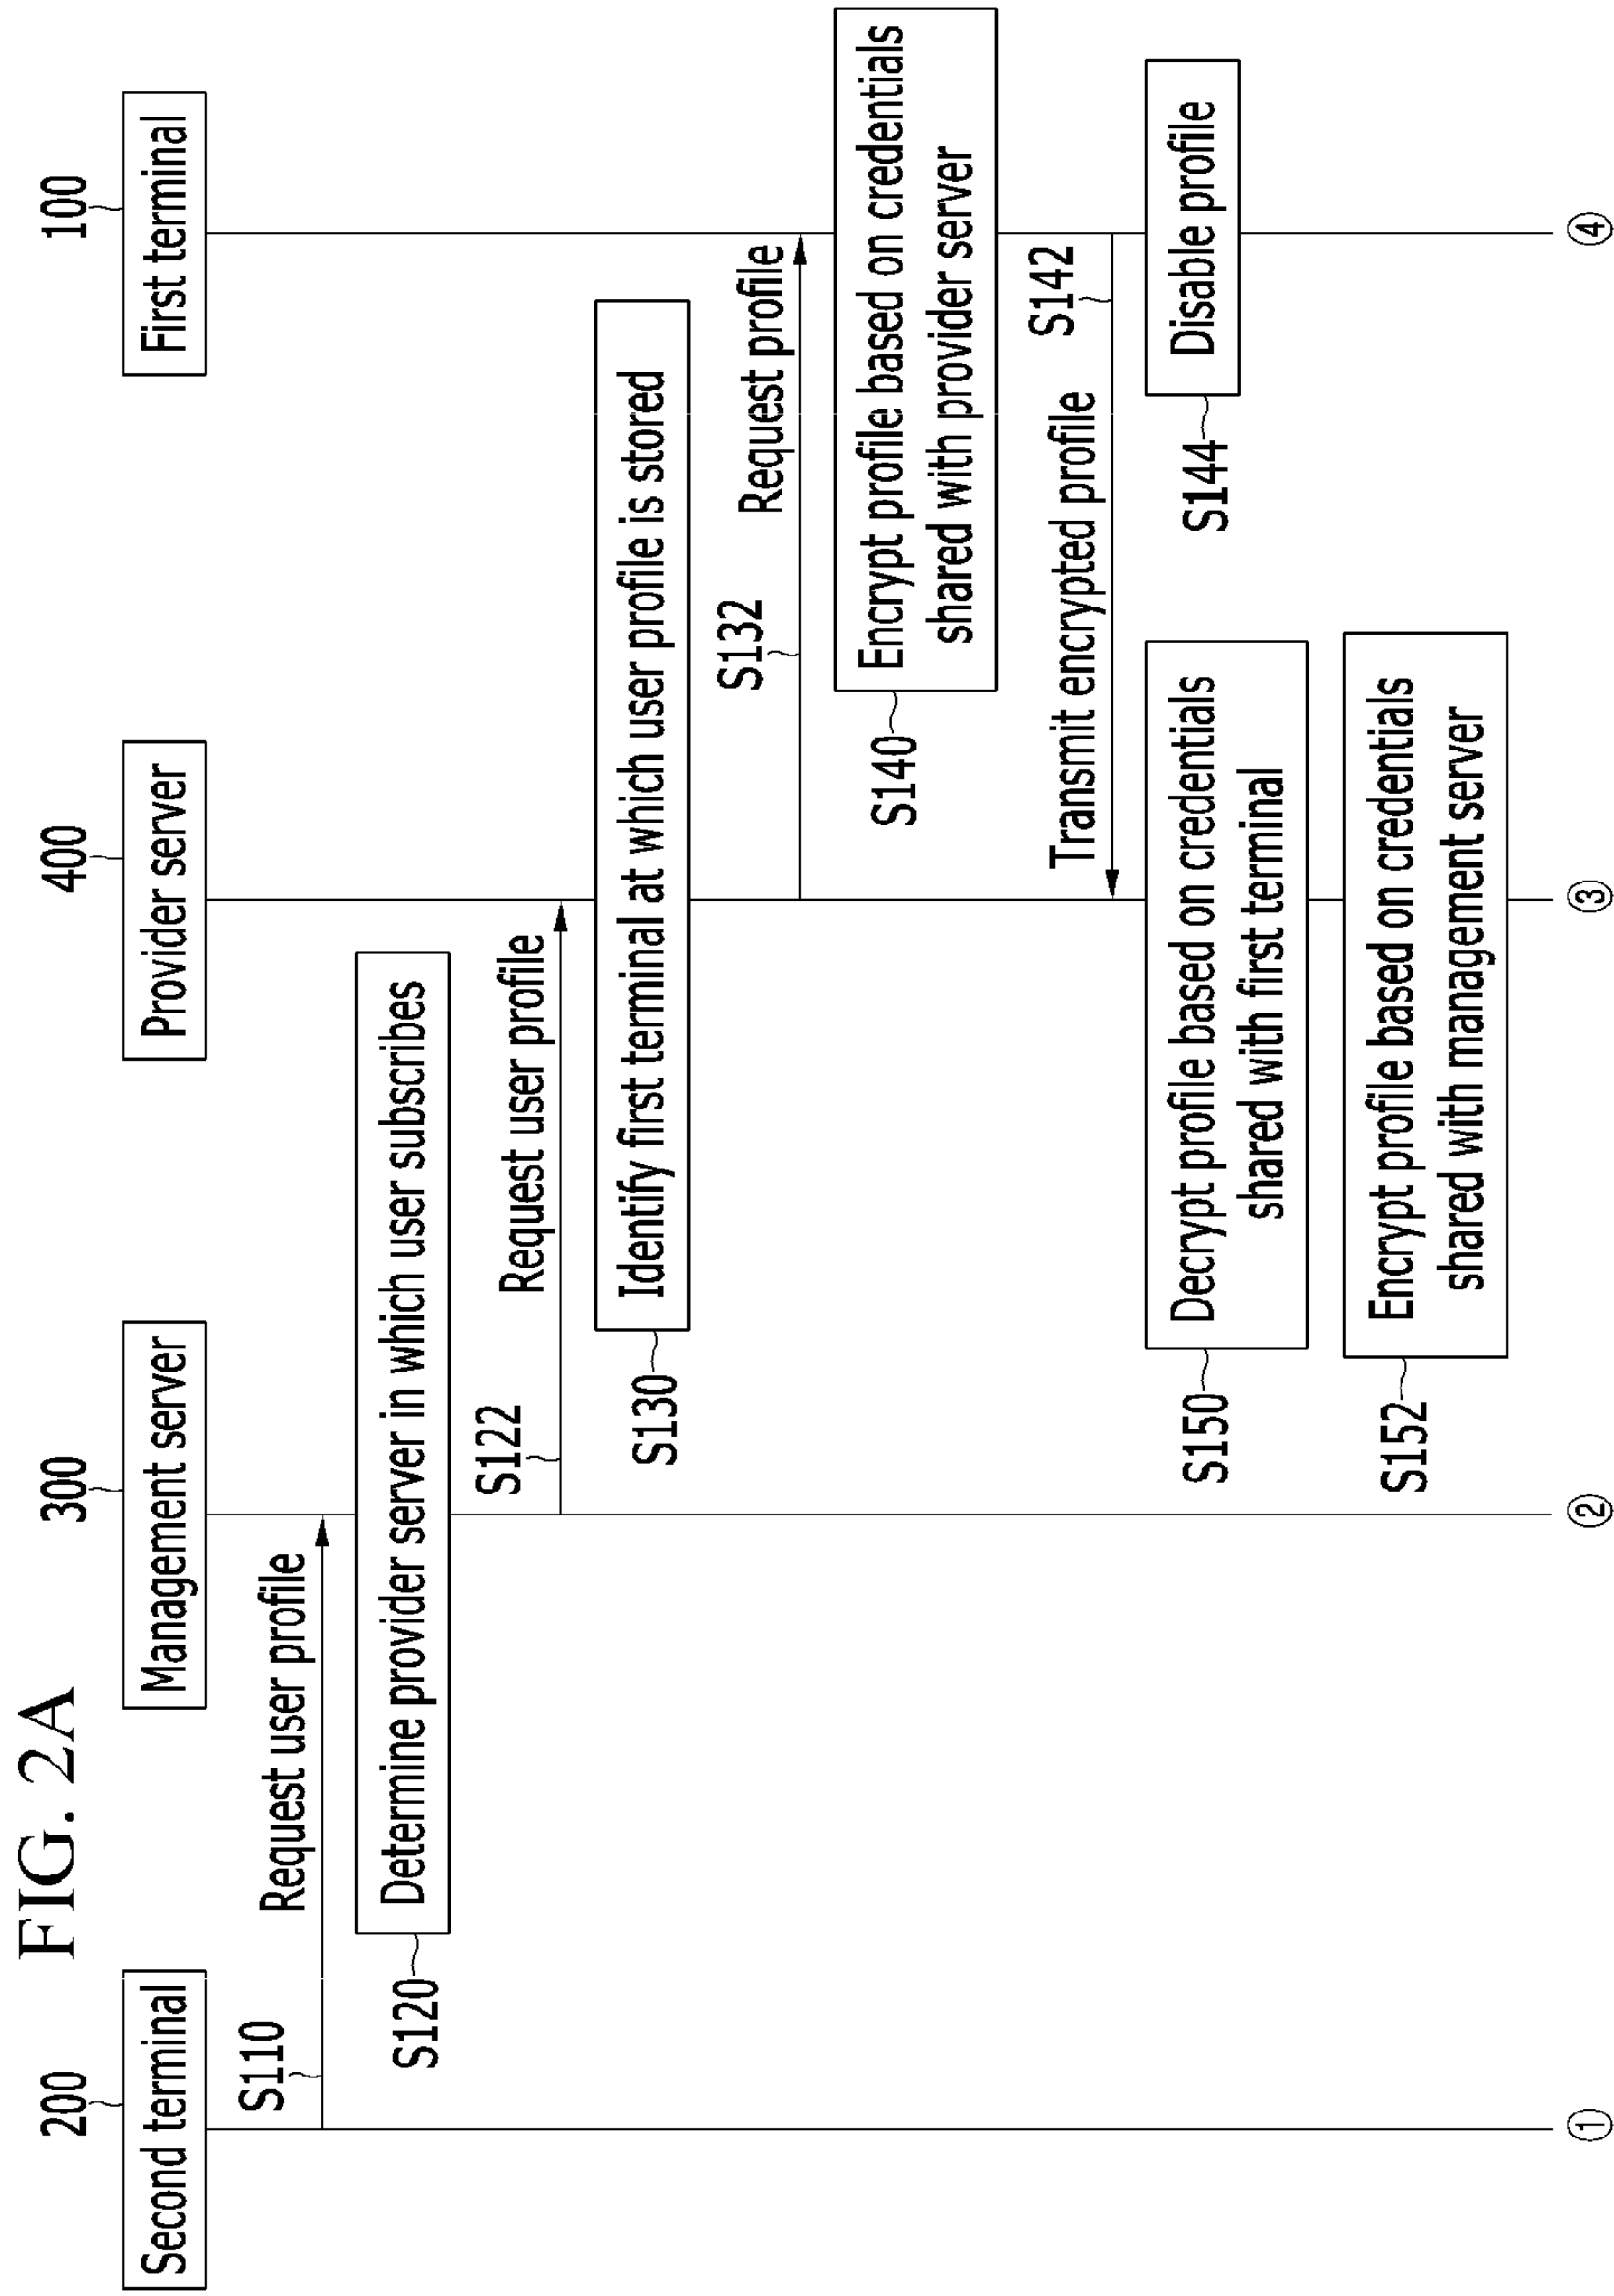 FIG. 2A
200
300
400
100
Second terminal
Management server
Provider server
First terminal
S110
Request user profile
S120
Determine provider server in which user subscribes
S122
Request user profile
S130
Identify first terminal at which user profile is stored
S132
Request profile
S140
Encrypt profile based on credentials
shared with provider server
Transmit encrypted profile
S142
S144
Disable profile
S150
Decrypt profile based on credentials
shared with first terminal
S152
Encrypt profile based on credentials
shared with management server
①
②
③
④